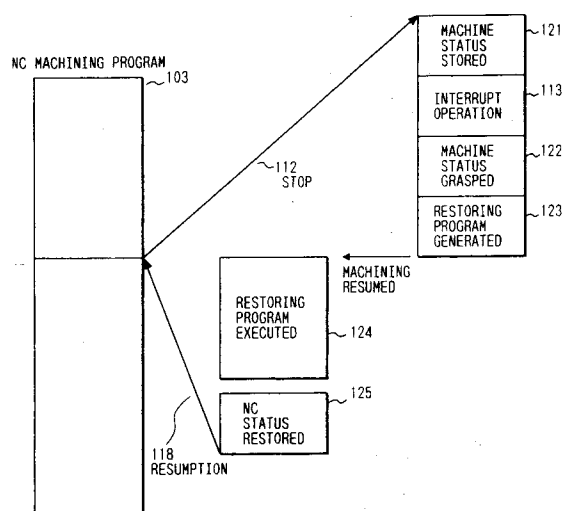 NC MACHINING PROGRAM
103
112
STOP
MACHINE
STATUS
STORED
121
INTERRUPT
OPERATION
113
MACHINE
STATUS
GRASPED
122
RESTORING
PROGRAM
GENERATED
123
MACHINING
RESUMED
RESTORING
PROGRAM
EXECUTED
124
NC
STATUS
RESTORED
125
118
RESUMPTION